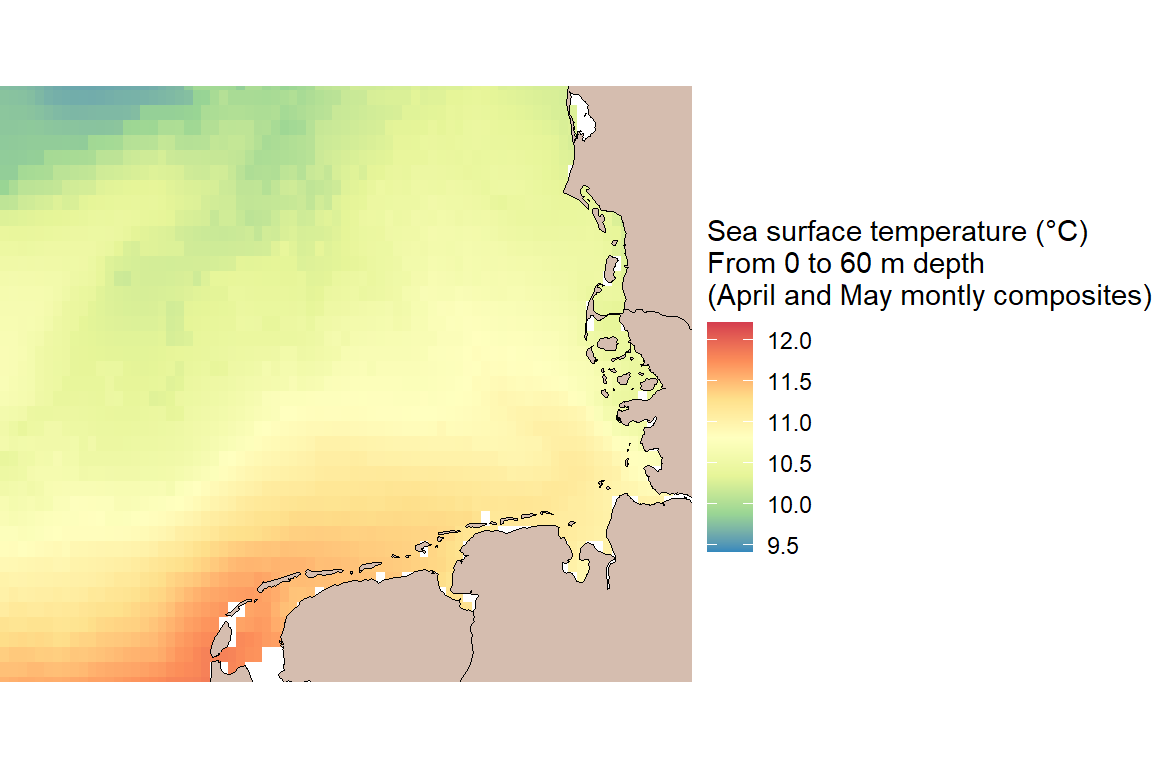 Sea surface temperature (°C)
From 0 to 60 m depth
(April and May montly composites)
12.0
11.5
11.0
10.5
10.0
9.5